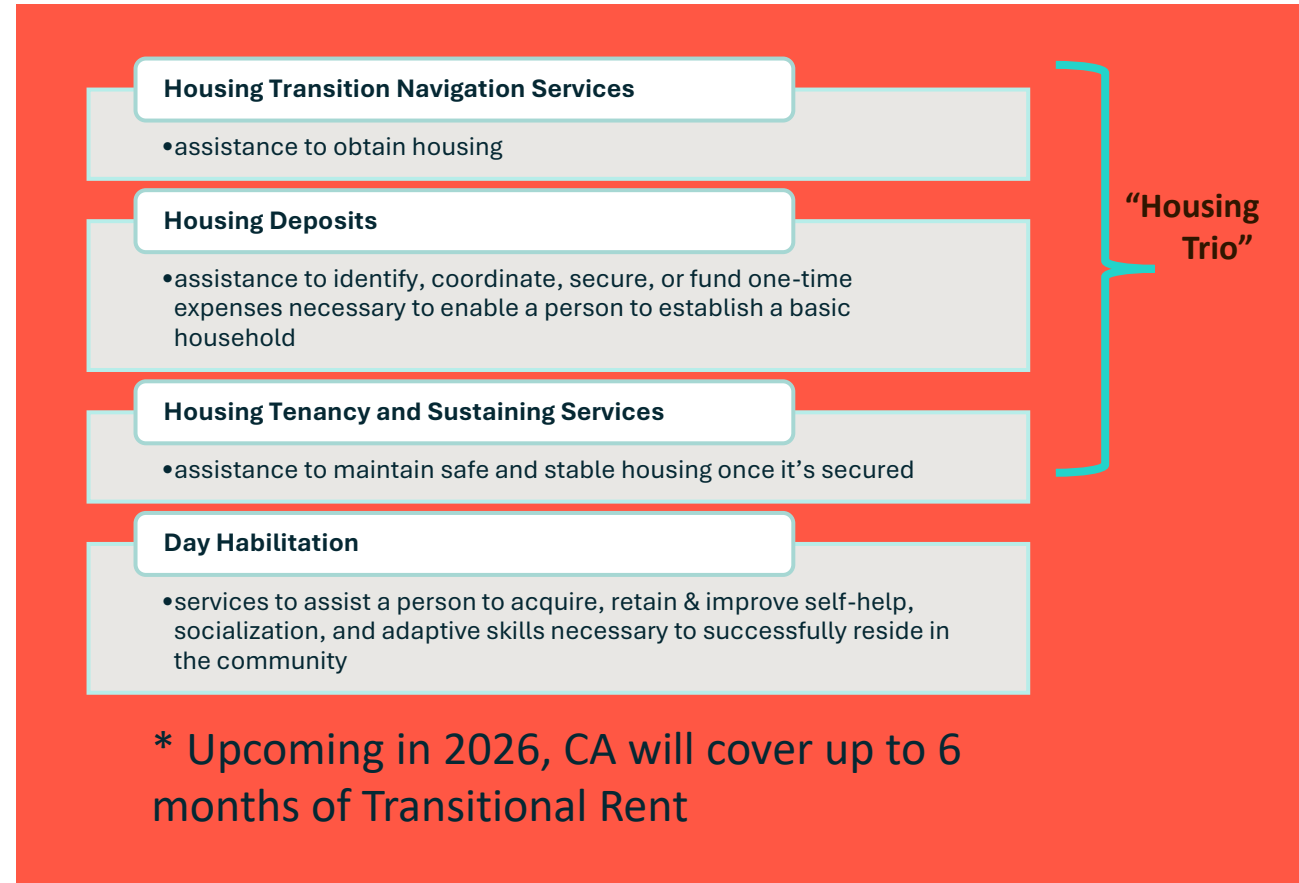 Housing Transition Navigation Services
•assistance to obtain housing
Housing Deposits
•assistance to identify, coordinate, secure, or fund one-time
expenses necessary to enable a person to establish a basic
household
Housing Tenancy and Sustaining Services
•assistance to maintain safe and stable housing once it’s secured
Day Habilitation
•services to assist a person to acquire, retain & improve self-help,
socialization, and adaptive skills necessary to successfully reside in
the community
“Housing
Trio”
* Upcoming in 2026, CA will cover up to 6
months of Transitional Rent